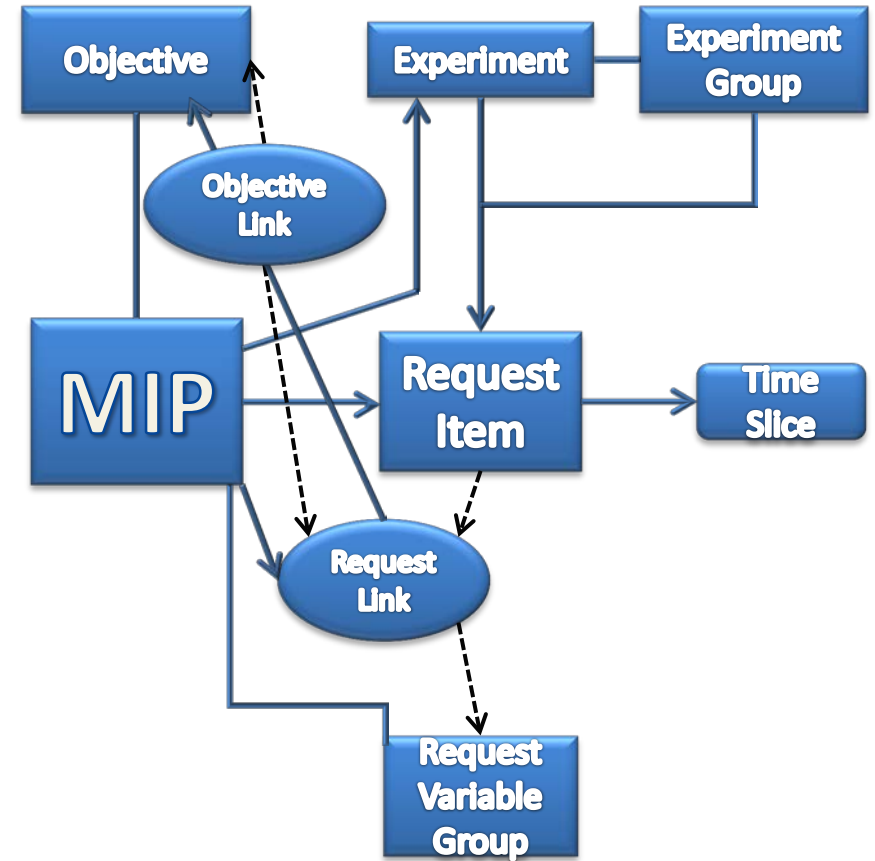 Objective
Experiment
Experiment
Group
Objective
Link
MIP
Request
Item
Time
Slice
Request
Link
Request
Variable
Group